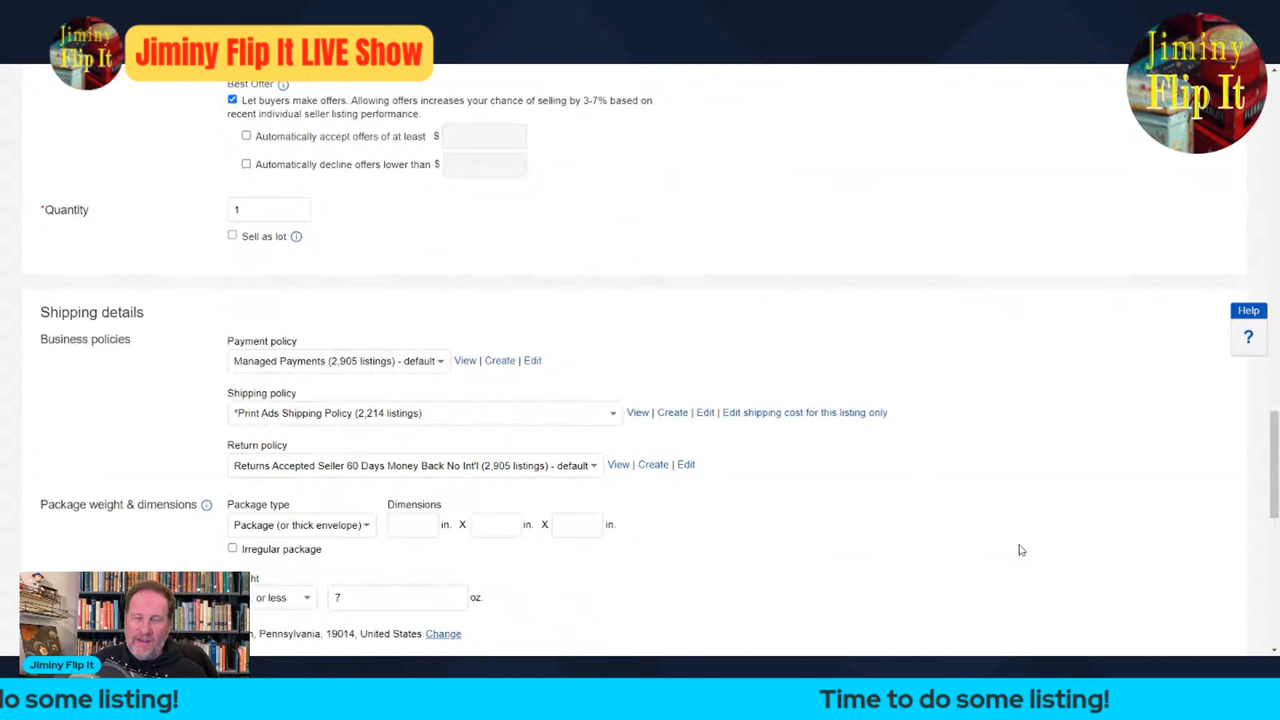 Jiminy
Flip It
Jiminy Flip It LIVE Show
Jiminy
Flip It
Best Offer
Let buyers make offers. Allowing offers increases your chance of selling by 3-7% based on
recent individual seller listing performance.
Automatically accept offers of at least $
Automatically decline offers lower than $
*Quantity
1
Sell as lot
Help
?
Shipping details
Business policies
Payment policy
Managed Payments (2,905 listings) - default
View | Create | Edit
Shipping policy
*Print Ads Shipping Policy (2,214 listings)
View | Create | Edit | Edit shipping cost for this listing only
Return policy
Returns Accepted Seller 60 Days Money Back No Int'l (2,905 listings) - default
View | Create | Edit
Package weight & dimensions
Package type
Dimensions
Package (or thick envelope)
in. X in. X in.
Irregular package
ht
or less
7
oz.
, Pennsylvania, 19014, United States Change
Jiminy Flip It
do some listing!
Time to do some listing!